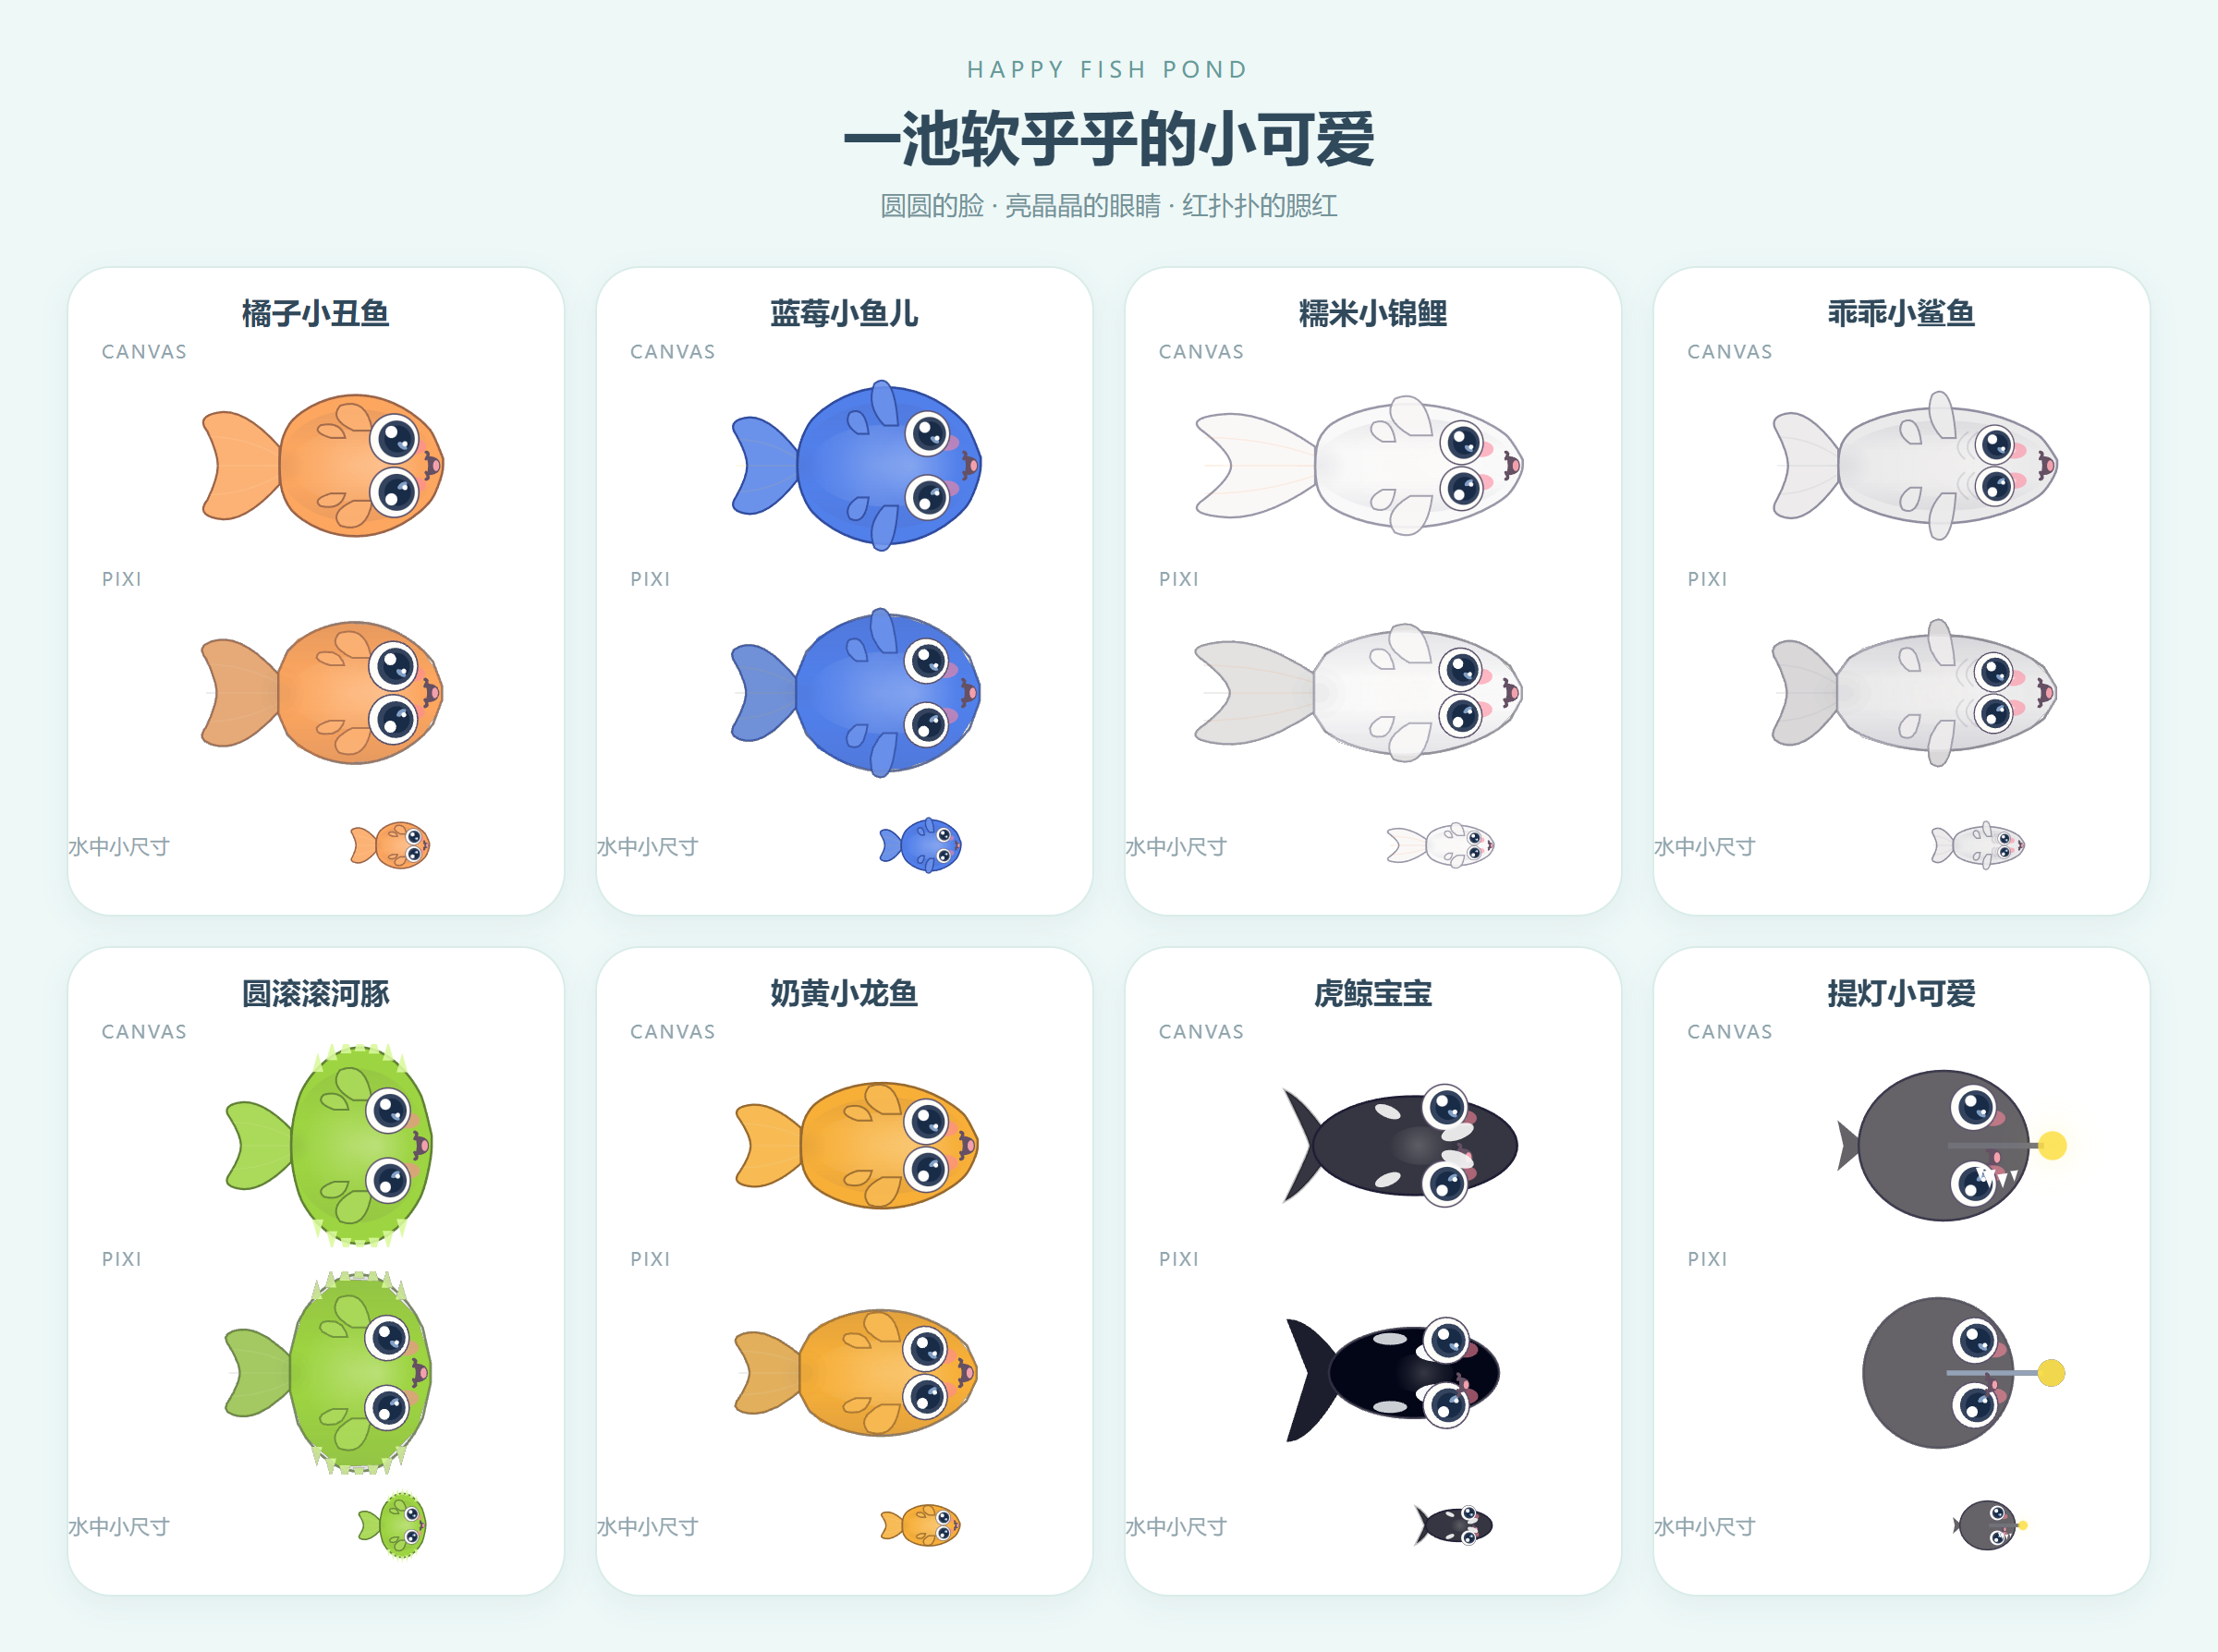 HAPPY FISH POND
一池软乎乎的小可爱
圆圆的脸 · 亮晶晶的眼睛 · 红扑扑的腮红
橘子小丑鱼
CANVAS
PIXI
水中小尺寸
蓝莓小鱼儿
CANVAS
PIXI
水中小尺寸
糯米小锦鲤
CANVAS
PIXI
水中小尺寸
乖乖小鲨鱼
CANVAS
PIXI
水中小尺寸
圆滚滚河豚
CANVAS
PIXI
水中小尺寸
奶黄小龙鱼
CANVAS
PIXI
水中小尺寸
虎鲸宝宝
CANVAS
PIXI
水中小尺寸
提灯小可爱
CANVAS
PIXI
水中小尺寸